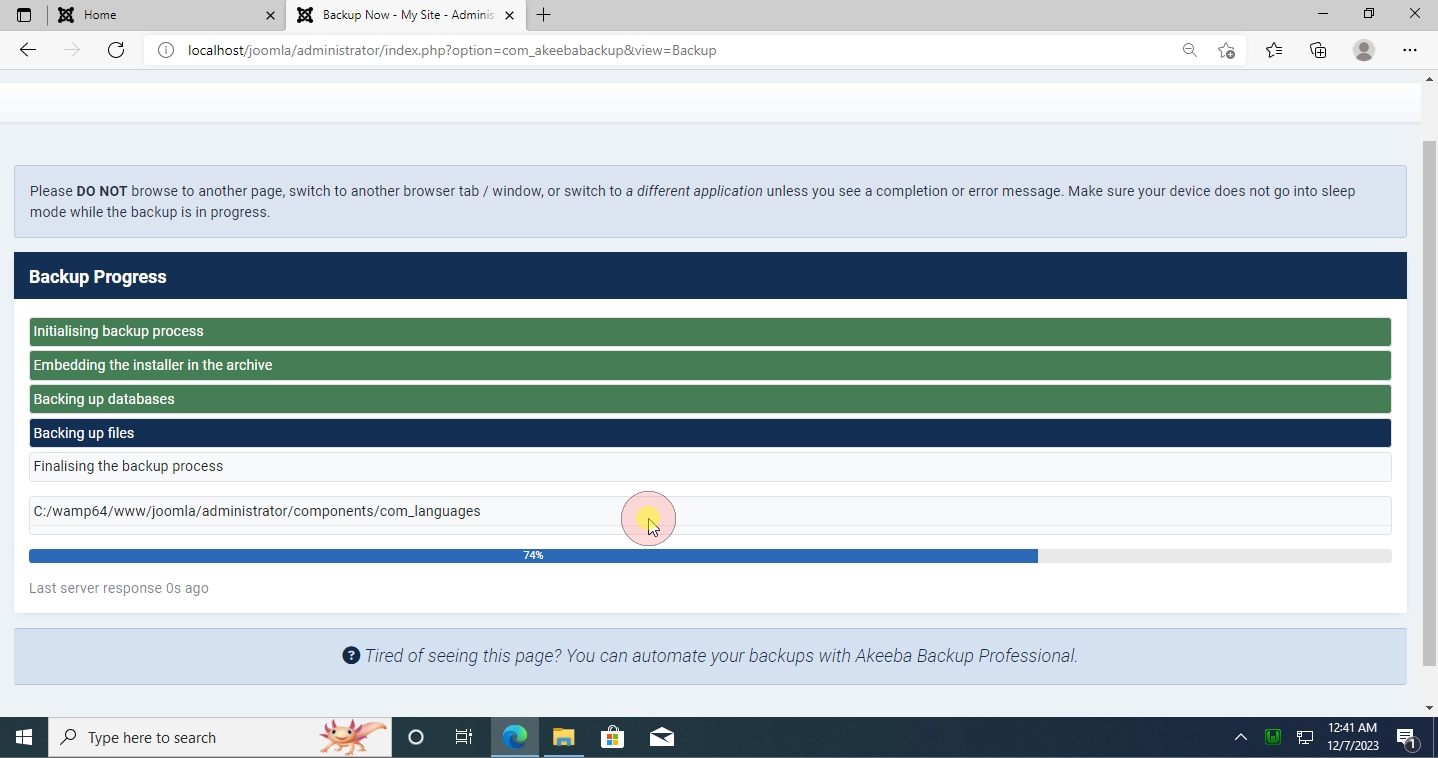 Home
Backup Now - My Site - Adminis
localhost/joomla/administrator/index.php?option=com_akeebabackup&view=Backup
Please DO NOT browse to another page, switch to another browser tab / window, or switch to a different application unless you see a completion or error message. Make sure your device does not go into sleep
mode while the backup is in progress.
Backup Progress
Initialising backup process
Embedding the installer in the archive
Backing up databases
Backing up files
Finalising the backup process
C:/wamp64/www/joomla/administrator/components/com_languages
74%
Last server response 0s ago
? Tired of seeing this page? You can automate your backups with Akeeba Backup Professional.
Type here to search
12:41 AM
12/7/2023
1